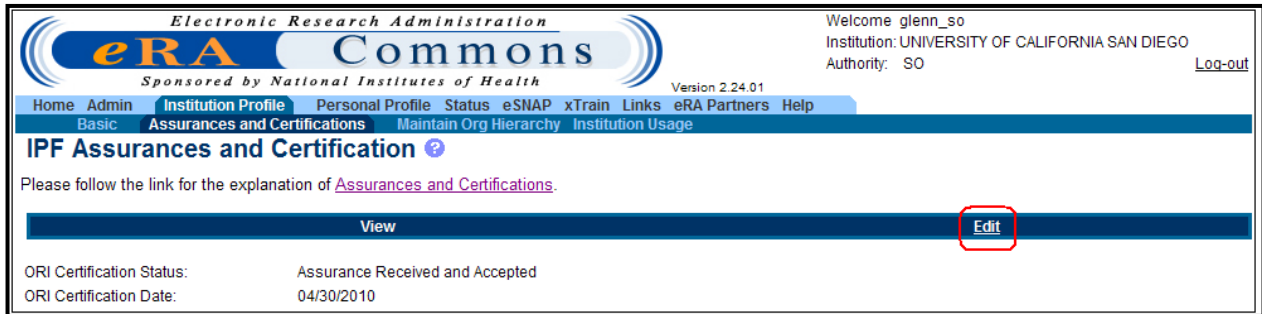 Electronic Research Administration
eRA Commons
Sponsored by National Institutes of Health
Version 2.24.01
Welcome glenn_so
Institution: UNIVERSITY OF CALIFORNIA SAN DIEGO
Authority: SO
Log-out
Home Admin Institution Profile Personal Profile Status eSNAP xTrain Links eRA Partners Help
Basic Assurances and Certifications Maintain Org Hierarchy Institution Usage
IPF Assurances and Certification ?
Please follow the link for the explanation of Assurances and Certifications.
View Edit
ORI Certification Status: Assurance Received and Accepted
ORI Certification Date: 04/30/2010